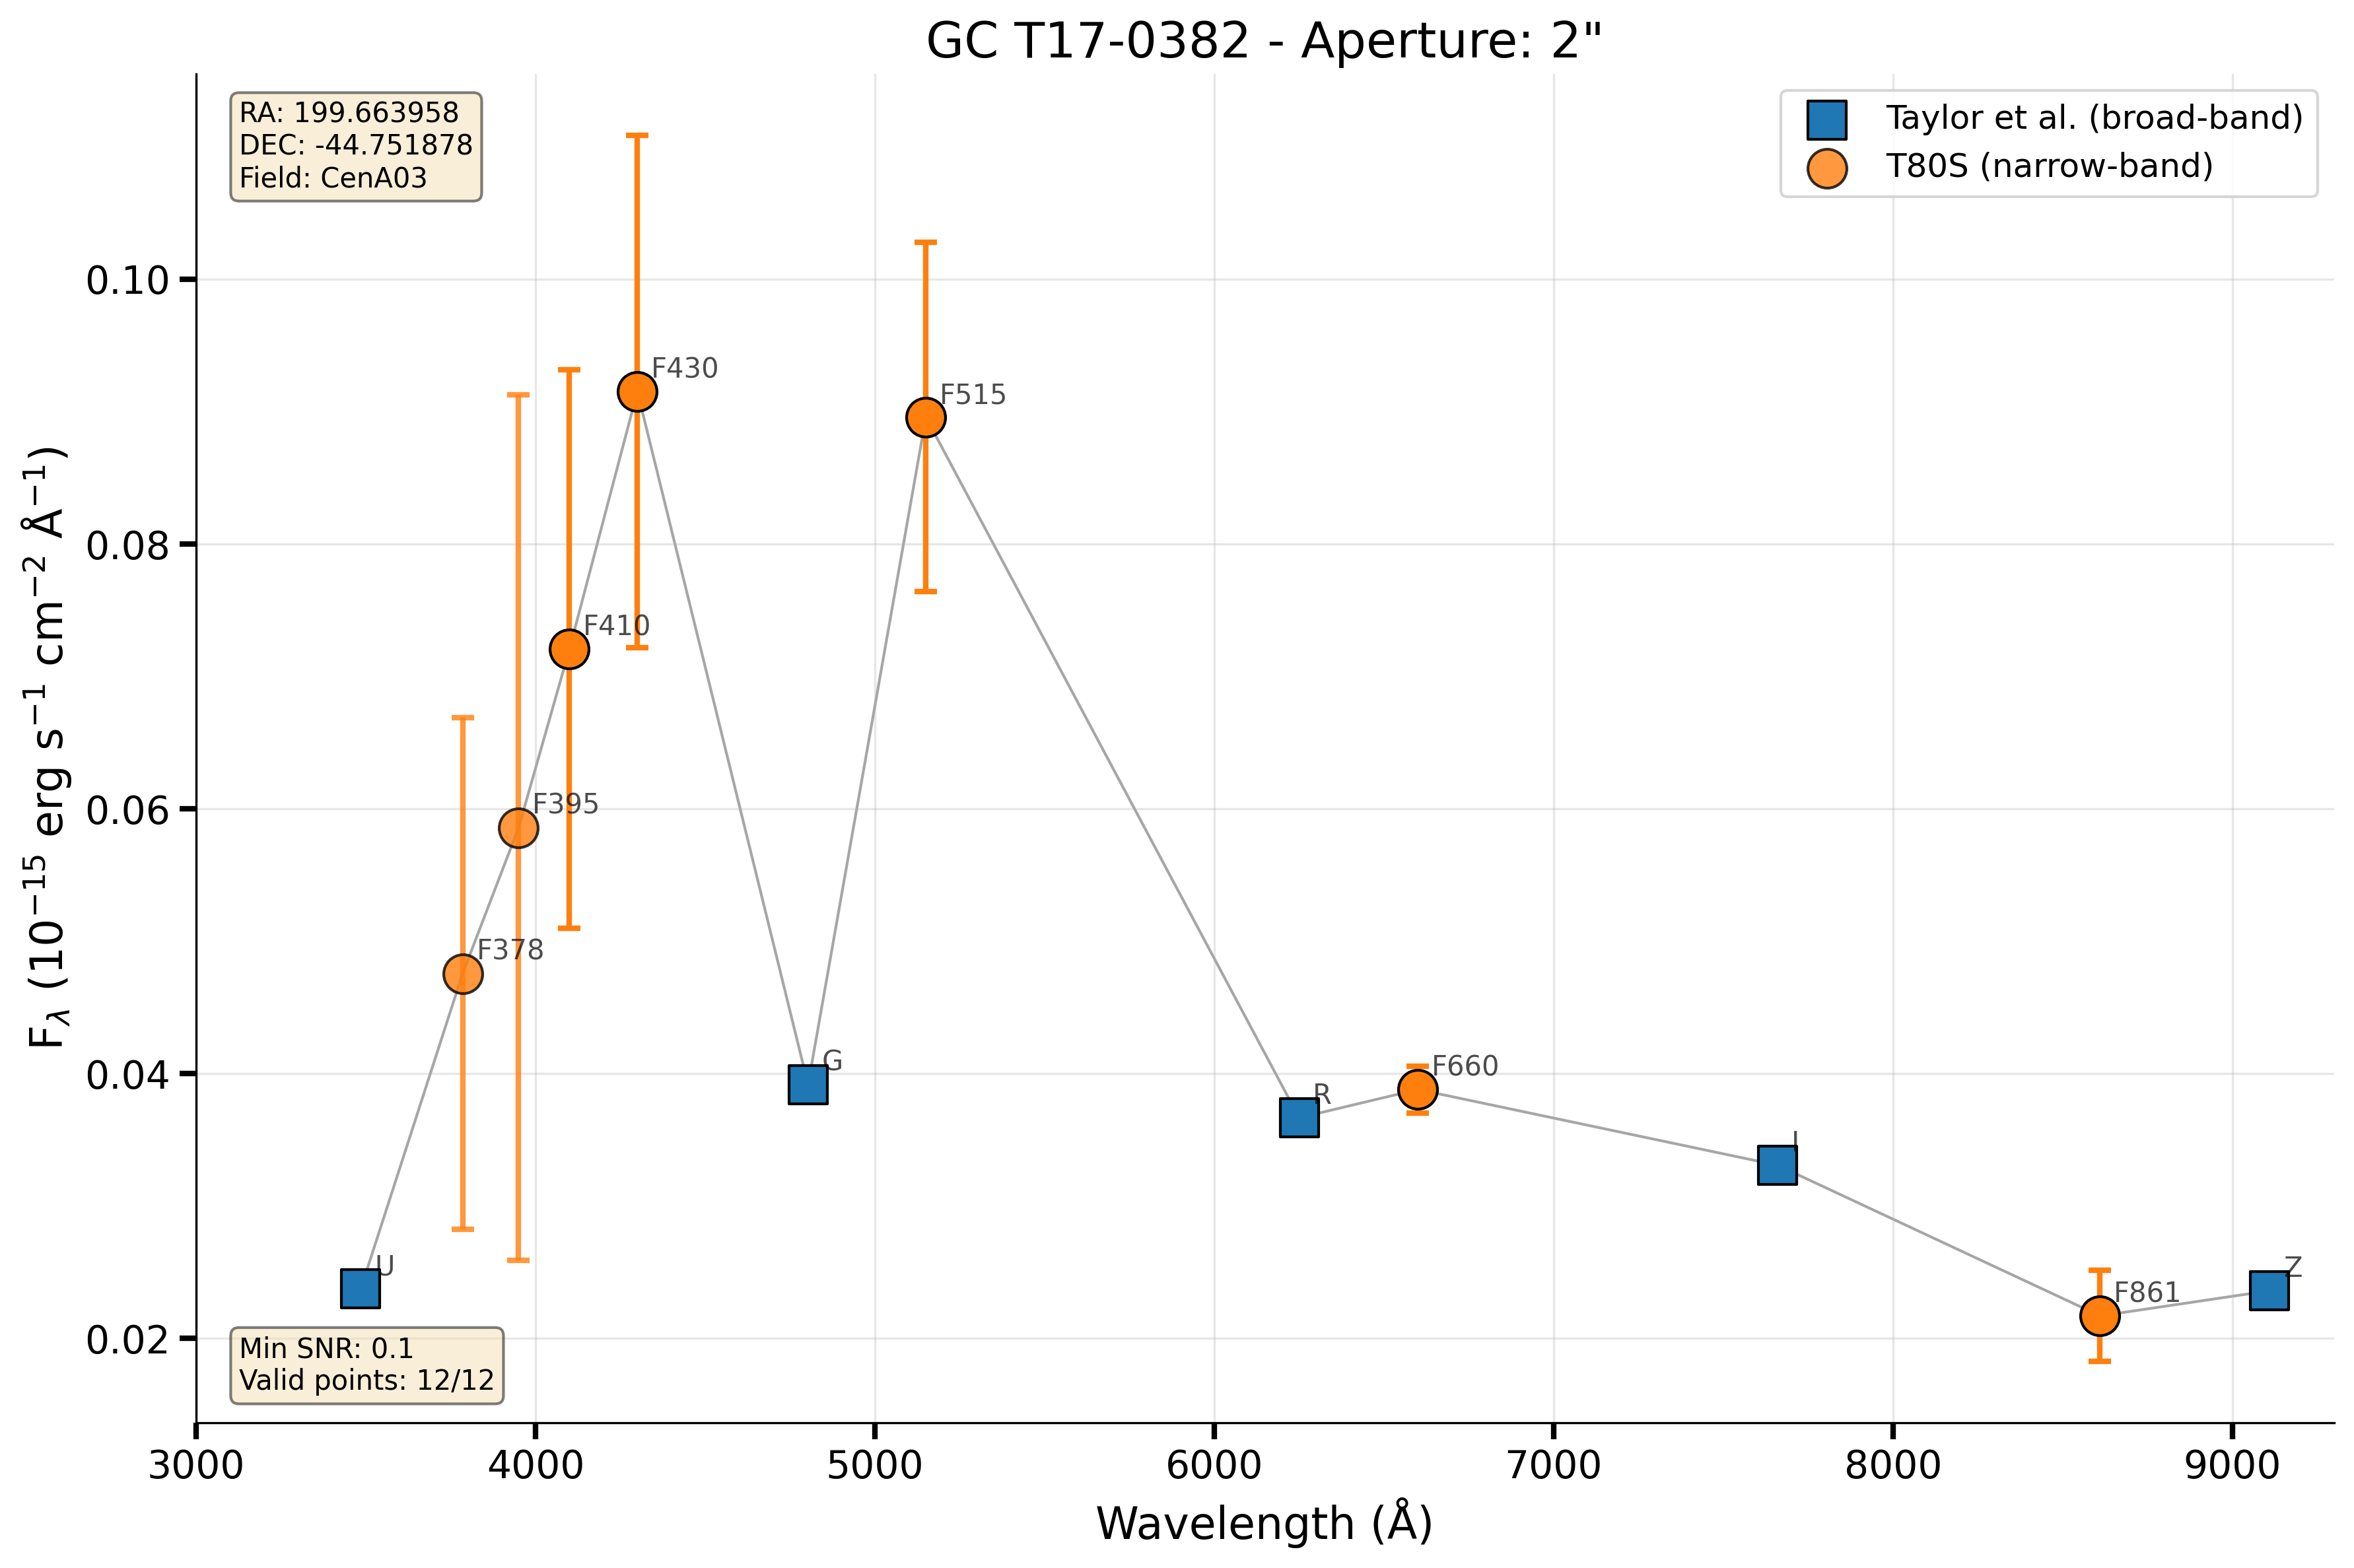 GC T17-0382 - Aperture: 2"
RA: 199.663958
DEC: -44.751878
Field: CenA03
Taylor et al. (broad-band)
T80S (narrow-band)
F430
F515
F410
F395
F378
G
F660
R
I
U
F861
Z
Min SNR: 0.1
Valid points: 12/12
0.10
0.08
0.06
0.04
0.02
F_λ (10⁻¹⁵ erg s⁻¹ cm⁻² Å⁻¹)
3000 4000 5000 6000 7000 8000 9000
Wavelength (Å)